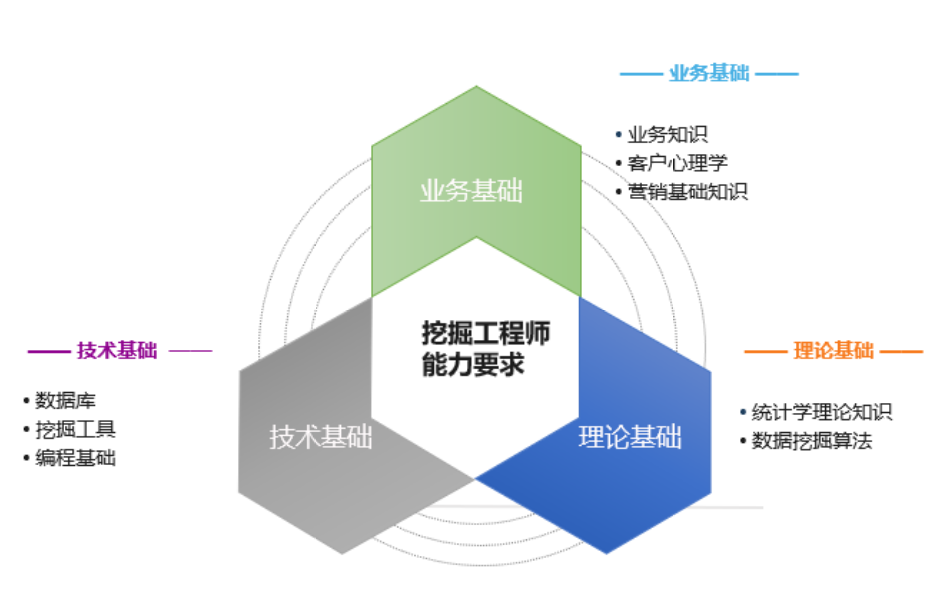 业务基础
• 业务知识
• 客户心理学
• 营销基础知识
业务基础
挖掘工程师
能力要求
技术基础
• 数据库
• 挖掘工具
• 编程基础
技术基础
理论基础
理论基础
• 统计学理论知识
• 数据挖掘算法